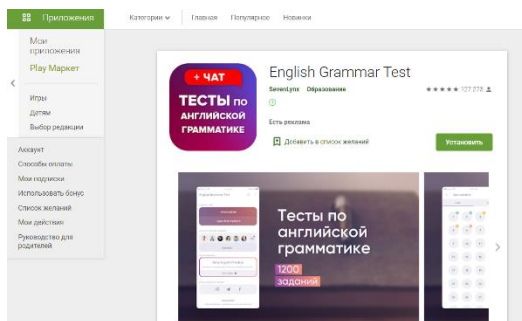 Приложения
Категории
Главная
Популярное
Новинки
Мои
приложения
Play Маркет
Игры
Детям
Выбор редакции
Аккаунт
Способы оплаты
Мои подписки
Использовать бонус
Список желаний
Мои действия
Руководство для
родителей
+ ЧАТ
ТЕСТЫ по
АНГЛИЙСКОЙ
ГРАММАТИКЕ
English Grammar Test
SevenLynx Образование
Есть реклама
Добавить в список желаний
Установить
Тесты по
английской
грамматике
1200
заданий